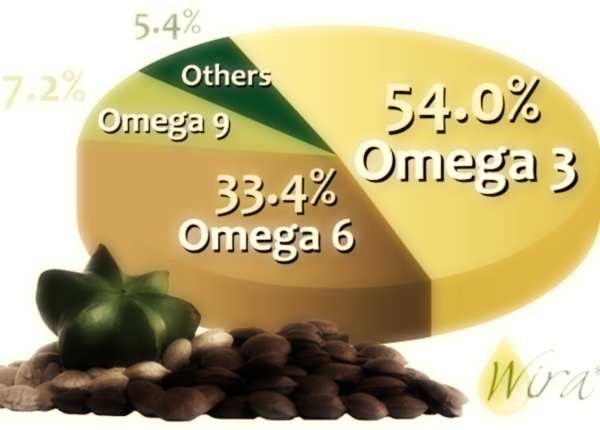 5.4%
Others
7.2%
Omega 9
54.0%
Omega 3
33.4%
Omega 6
Wira